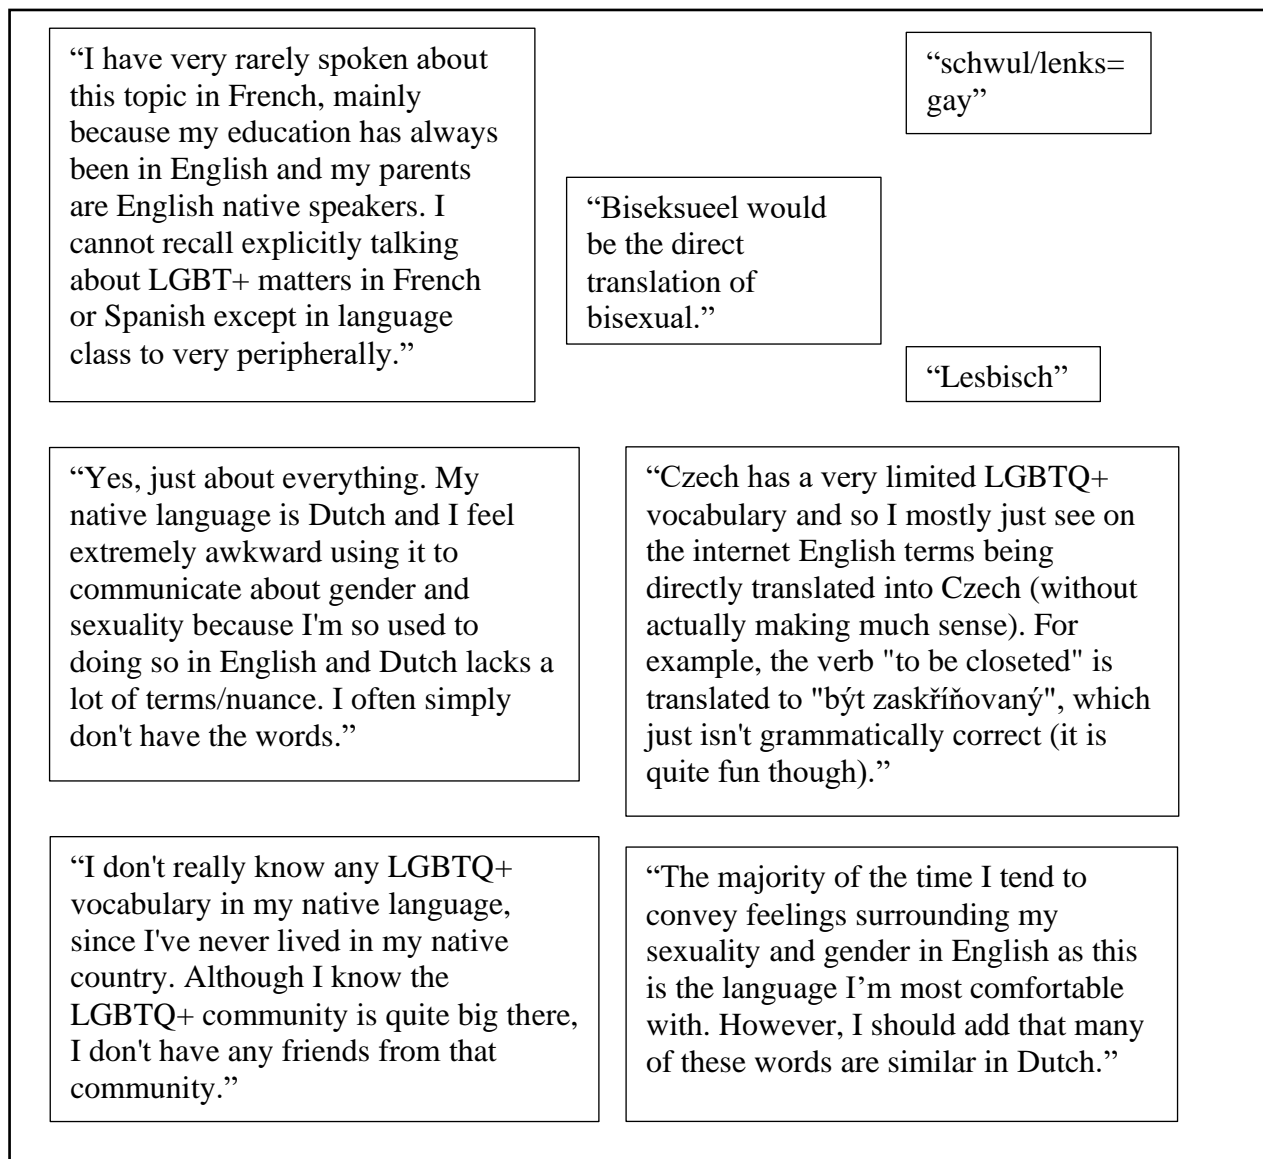 “I have very rarely spoken about
this topic in French, mainly
because my education has always
been in English and my parents
are English native speakers. I
cannot recall explicitly talking
about LGBT+ matters in French
or Spanish except in language
class to very peripherally.”
“schwul/lenks=
gay”
“Biseksueel would
be the direct
translation of
bisexual.”
“Lesbisch”
“Yes, just about everything. My
native language is Dutch and I feel
extremely awkward using it to
communicate about gender and
sexuality because I'm so used to
doing so in English and Dutch lacks a
lot of terms/nuance. I often simply
don't have the words.”
“Czech has a very limited LGBTQ+
vocabulary and so I mostly just see on
the internet English terms being
directly translated into Czech (without
actually making much sense). For
example, the verb "to be closeted" is
translated to "být zaskříňovaný", which
just isn't grammatically correct (it is
quite fun though).”
“I don't really know any LGBTQ+
vocabulary in my native language,
since I've never lived in my native
country. Although I know the
LGBTQ+ community is quite big there,
I don't have any friends from that
community.”
“The majority of the time I tend to
convey feelings surrounding my
sexuality and gender in English as this
is the language I’m most comfortable
with. However, I should add that many
of these words are similar in Dutch.”